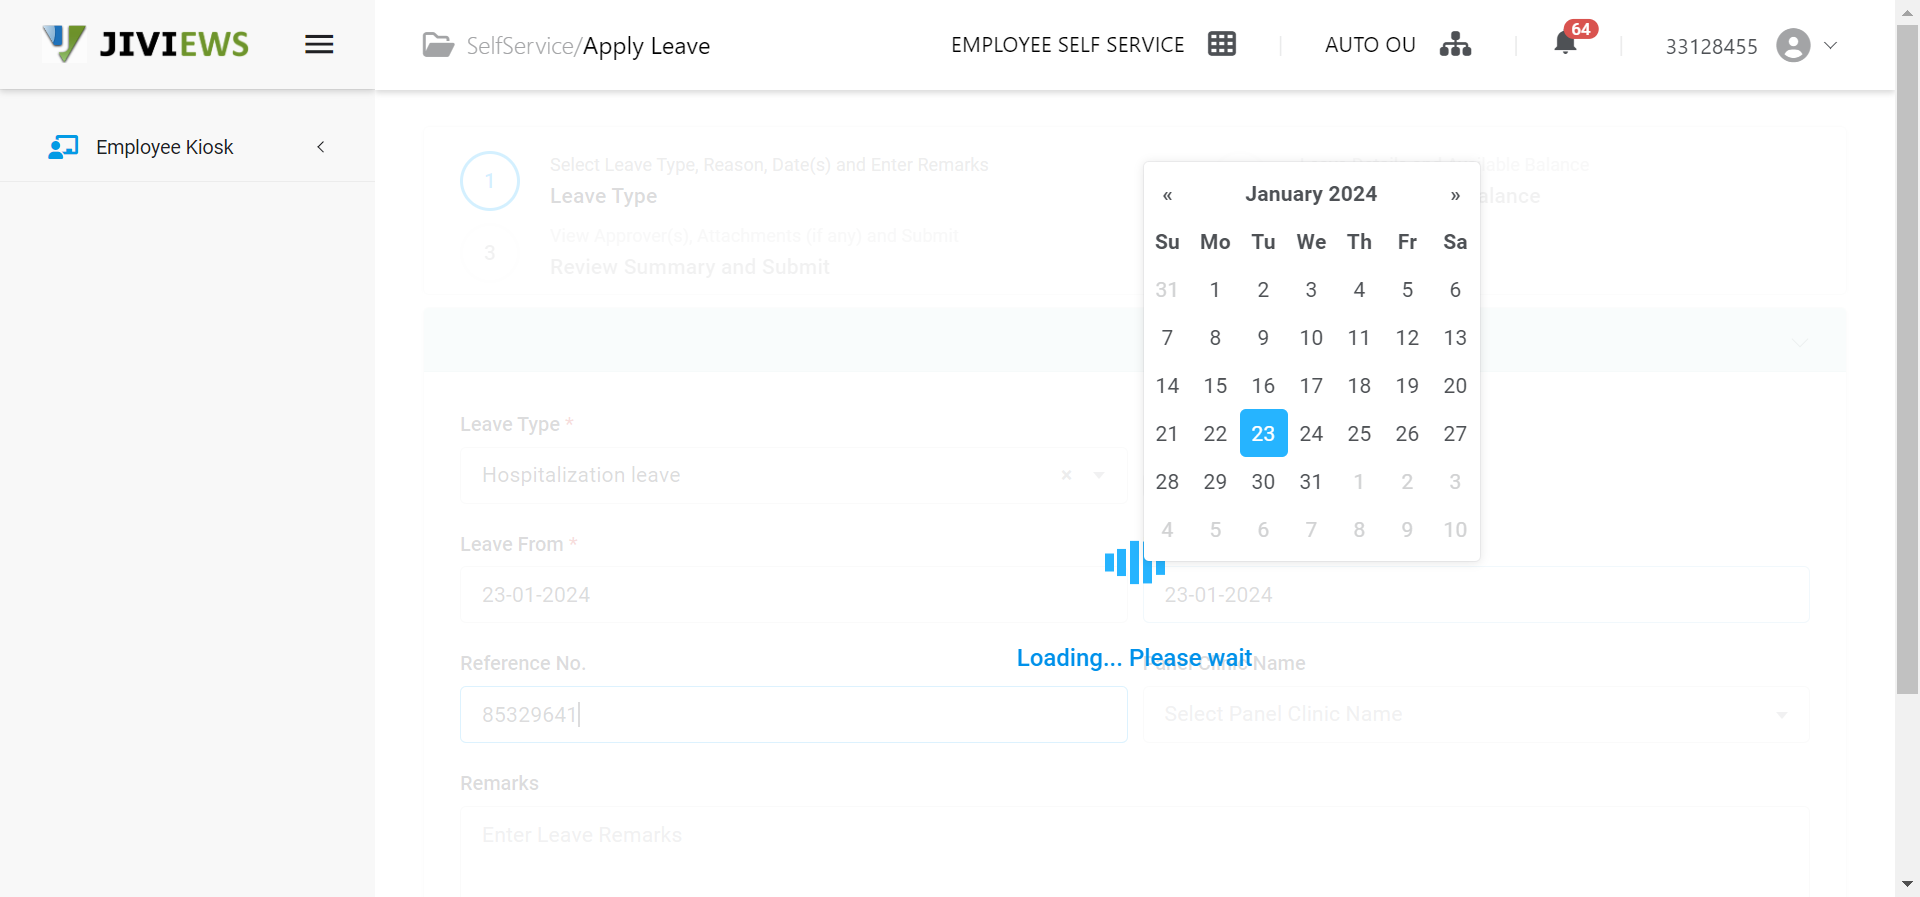 JIVIEWS
SelfService/Apply Leave
EMPLOYEE SELF SERVICE
AUTO OU
64
33128455
Employee Kiosk
1
Select Leave Type, Reason, Date(s) and Enter Remarks
Leave Type
3
View Approver(s), Attachments (if any) and Submit
Review Summary and Submit
Balance
« January 2024 »
Su Mo Tu We Th Fr Sa
31 1 2 3 4 5 6
7 8 9 10 11 12 13
14 15 16 17 18 19 20
21 22 23 24 25 26 27
28 29 30 31 1 2 3
4 5 6 7 8 9 10
Leave Type *
Hospitalization leave × 
Leave From *
23-01-2024
23-01-2024
Loading... Please wait
Reference No.
Panel Clinic Name
85329641
Select Panel Clinic Name
Remarks
Enter Leave Remarks